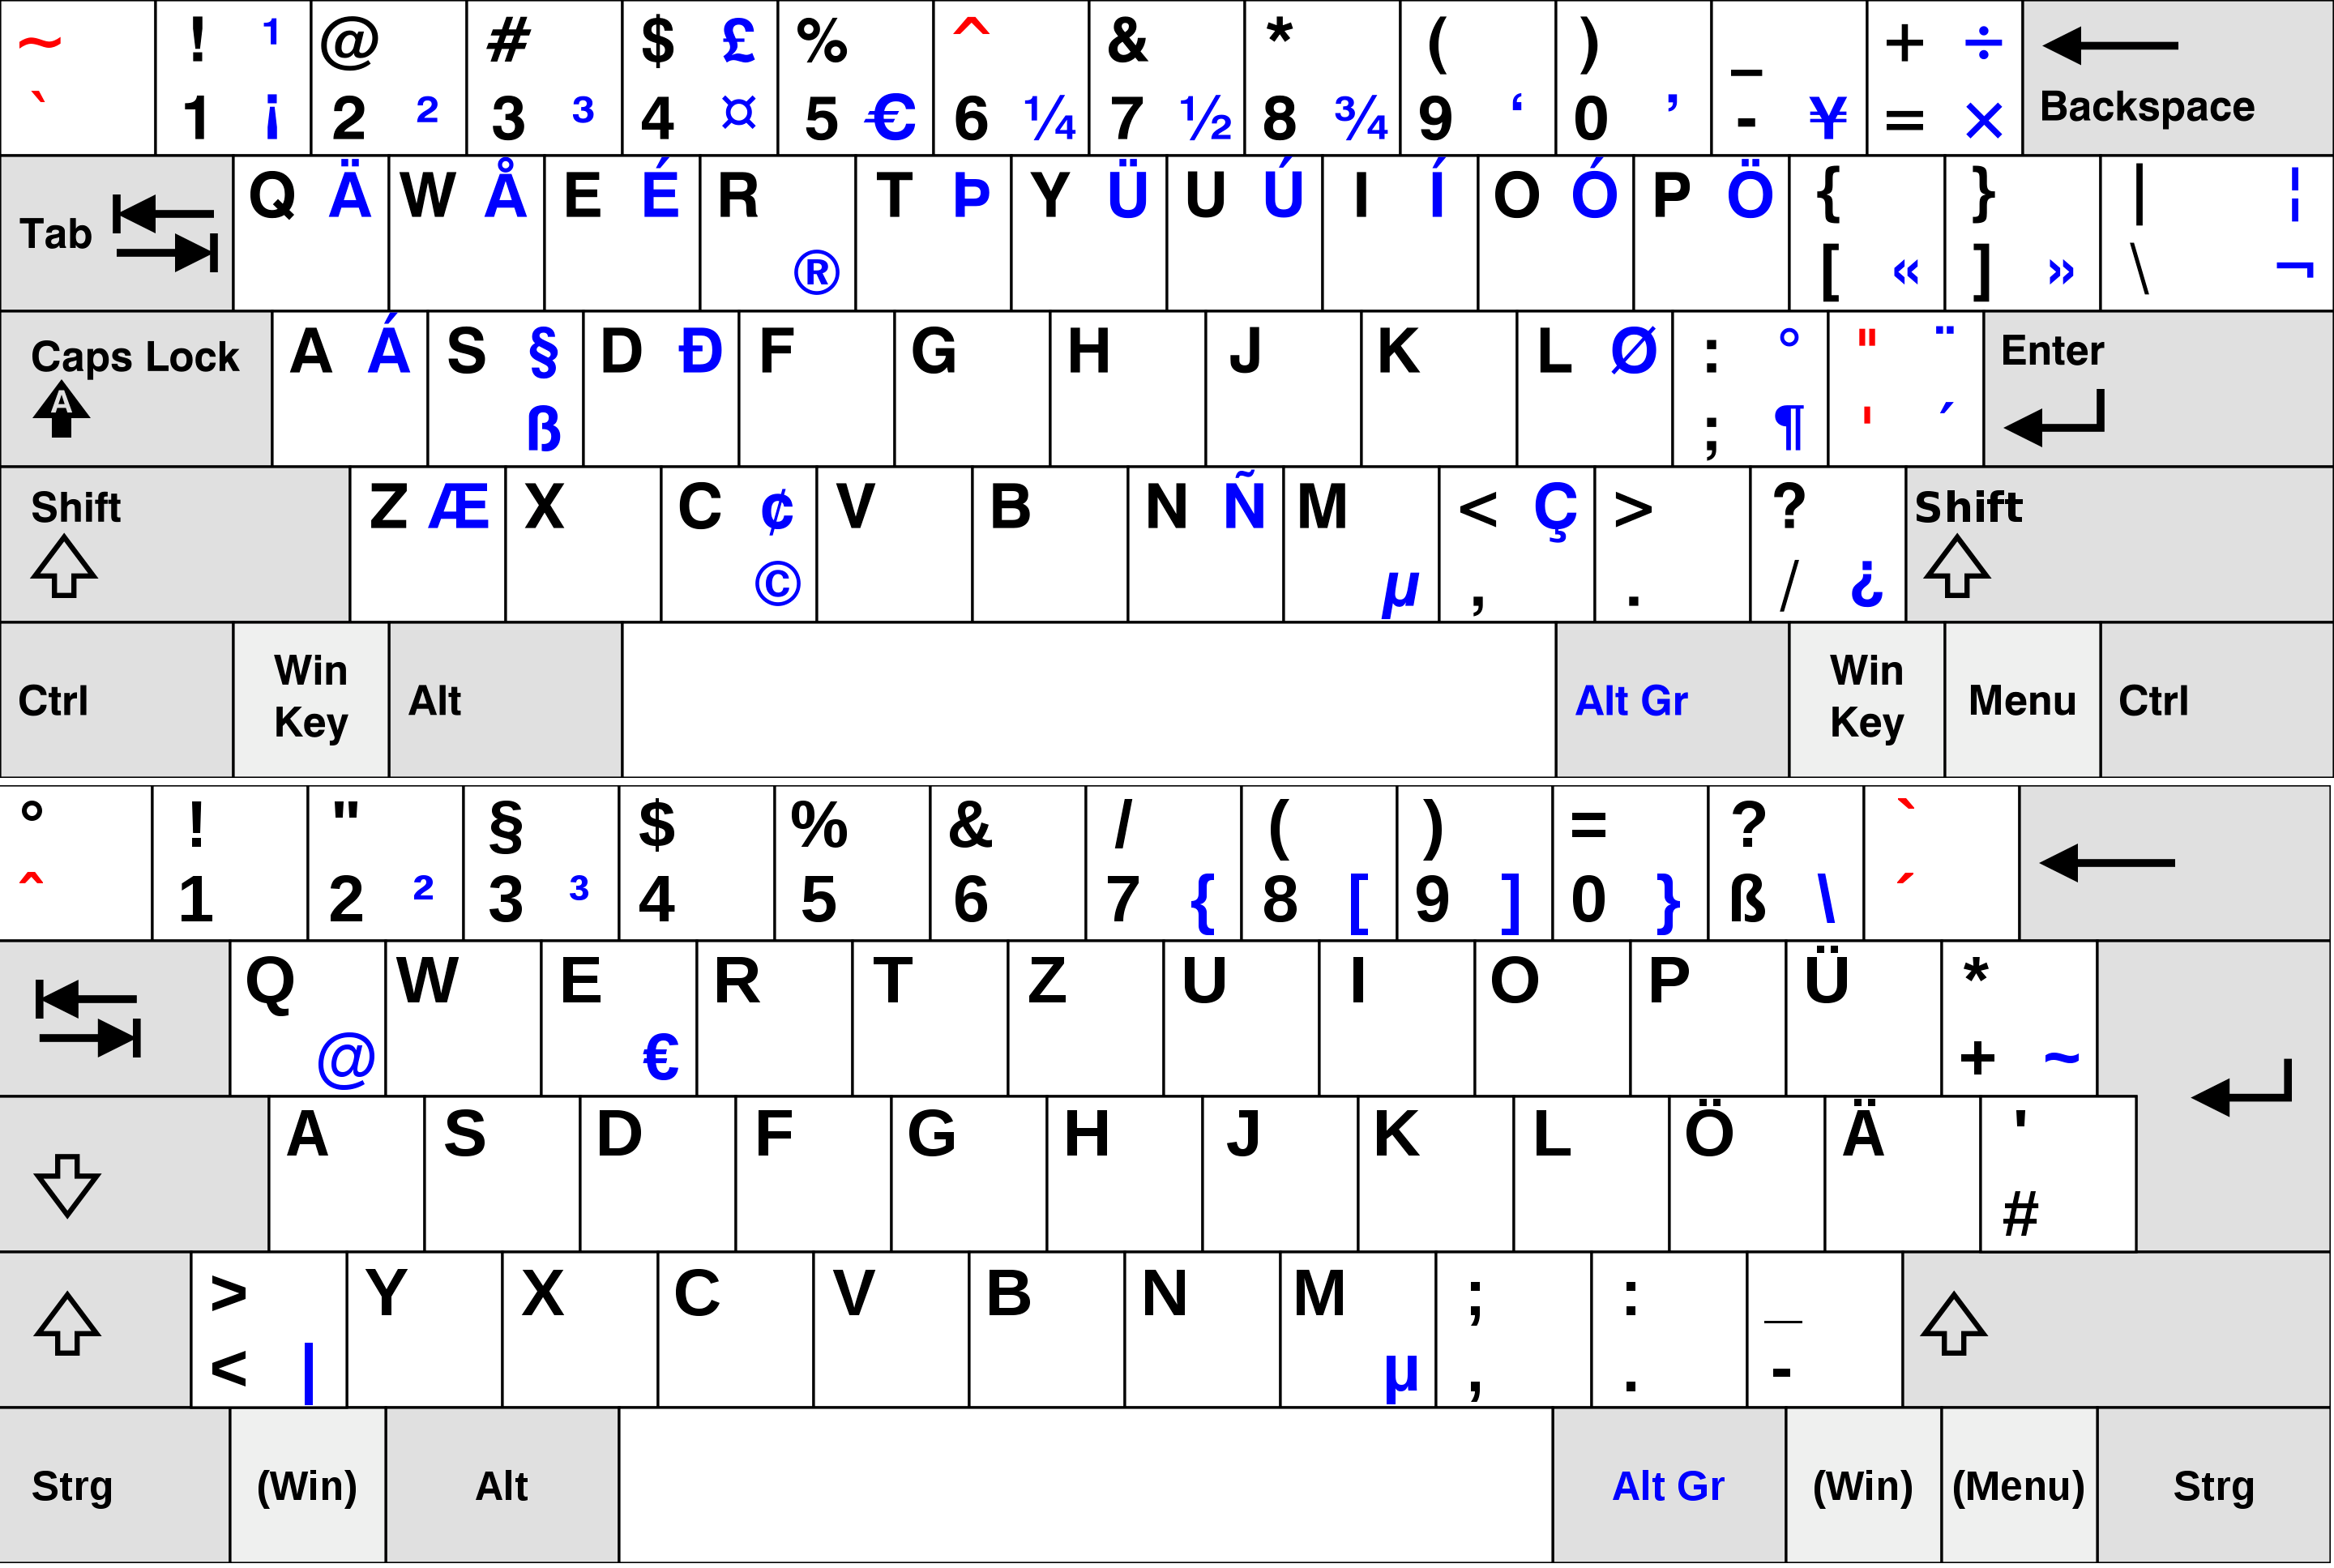 ~ ! ¹ @ # $ £ % ^ & * ( ) _ + ÷
` 1 ¡ 2 ² 3 ³ 4 ¤ 5 € 6 ¼ 7 ½ 8 ¾ 9 ‘ 0 ’ - ¥ = × Backspace
Q Ä W Å E É R T Þ Y Ü U Ú I Í O Ó P Ö { } | ¦
Tab ® [ « ] » \ ¬
Caps Lock A Á S § D Ð F G H J K L Ø : ° " ¨ Enter
A ß ; ¶ ' ´
Shift Z Æ X C ¢ V B N Ñ M < Ç > ? Shift
© µ , . / ¿
Ctrl Win Key Alt Alt Gr Win Key Menu Ctrl
° ! " § $ % & / ( ) = ? `
^ 1 2 ² 3 ³ 4 5 6 7 { 8 [ 9 ] 0 } ß \ ´
Q W E R T Z U I O P Ü *
@ € + ~
A S D F G H J K L Ö Ä '
#
> Y X C V B N M ; : _
< | µ , . -
Strg (Win) Alt Alt Gr (Win) (Menu) Strg